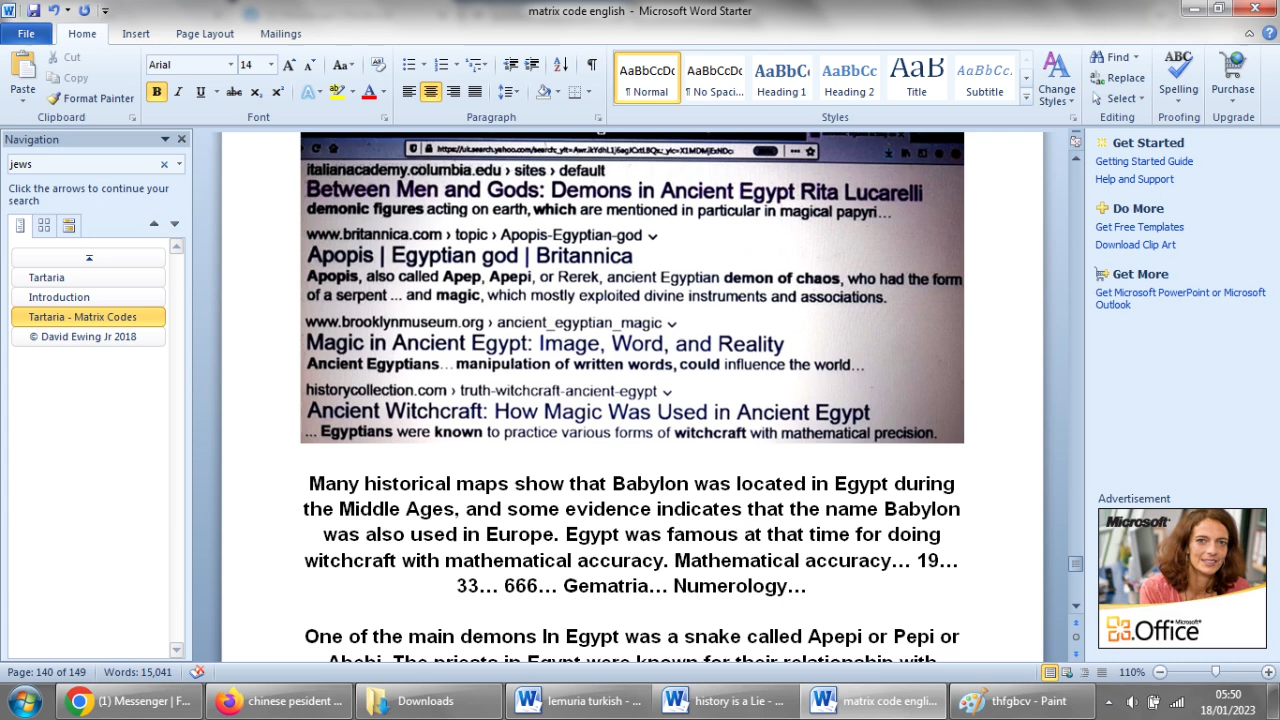 matrix code english - Microsoft Word Starter
File Home Insert Page Layout Mailings
Paste
Cut
Copy
Format Painter
Clipboard
Arial 14
Font
Paragraph
AaBbCcDc AaBbCcDc AaBbCc AaBbCc AaB AaBbCcDc
¶ Normal ¶ No Spaci... Heading 1 Heading 2 Title Subtitle
Change
Styles
Styles
Find
Replace
Select
Editing
Spelling
Proofing
Purchase
Upgrade
Navigation
jews
Click the arrows to continue your
search
Tartaria
Introduction
Tartaria - Matrix Codes
© David Ewing Jr 2018
italianacademy.columbia.edu › sites › default
Between Men and Gods: Demons in Ancient Egypt Rita Lucarelli
demonic figures acting on earth, which are mentioned in particular in magical papyri…
www.britannica.com › topic › Apopis-Egyptian-god
Apopis | Egyptian god | Britannica
Apopis, also called Apep, Apepi, or Rerek, ancient Egyptian demon of chaos, who had the form
of a serpent ... and magic, which mostly exploited divine instruments and associations.
www.brooklynmuseum.org › ancient_egyptian_magic
Magic in Ancient Egypt: Image, Word, and Reality
Ancient Egyptians… manipulation of written words, could influence the world…
historycollection.com › truth-witchcraft-ancient-egypt
Ancient Witchcraft: How Magic Was Used in Ancient Egypt
... Egyptians were known to practice various forms of witchcraft with mathematical precision.
Many historical maps show that Babylon was located in Egypt during
the Middle Ages, and some evidence indicates that the name Babylon
was also used in Europe. Egypt was famous at that time for doing
witchcraft with mathematical accuracy. Mathematical accuracy… 19…
33… 666… Gematria… Numerology…
One of the main demons In Egypt was a snake called Apepi or Pepi or
Abebi. The priests in Egypt were known for their relationship with
Get Started
Getting Started Guide
Help and Support
Do More
Get Free Templates
Download Clip Art
Get More
Get Microsoft PowerPoint or Microsoft
Outlook
Advertisement
Microsoft
Microsoft
Office
Page: 140 of 149 Words: 15,041
110%
(1) Messenger | F... chinese pesident ... Downloads lemuria turkish - ... history is a Lie - ... matrix code engli... thfgbcv - Paint
05:50
18/01/2023